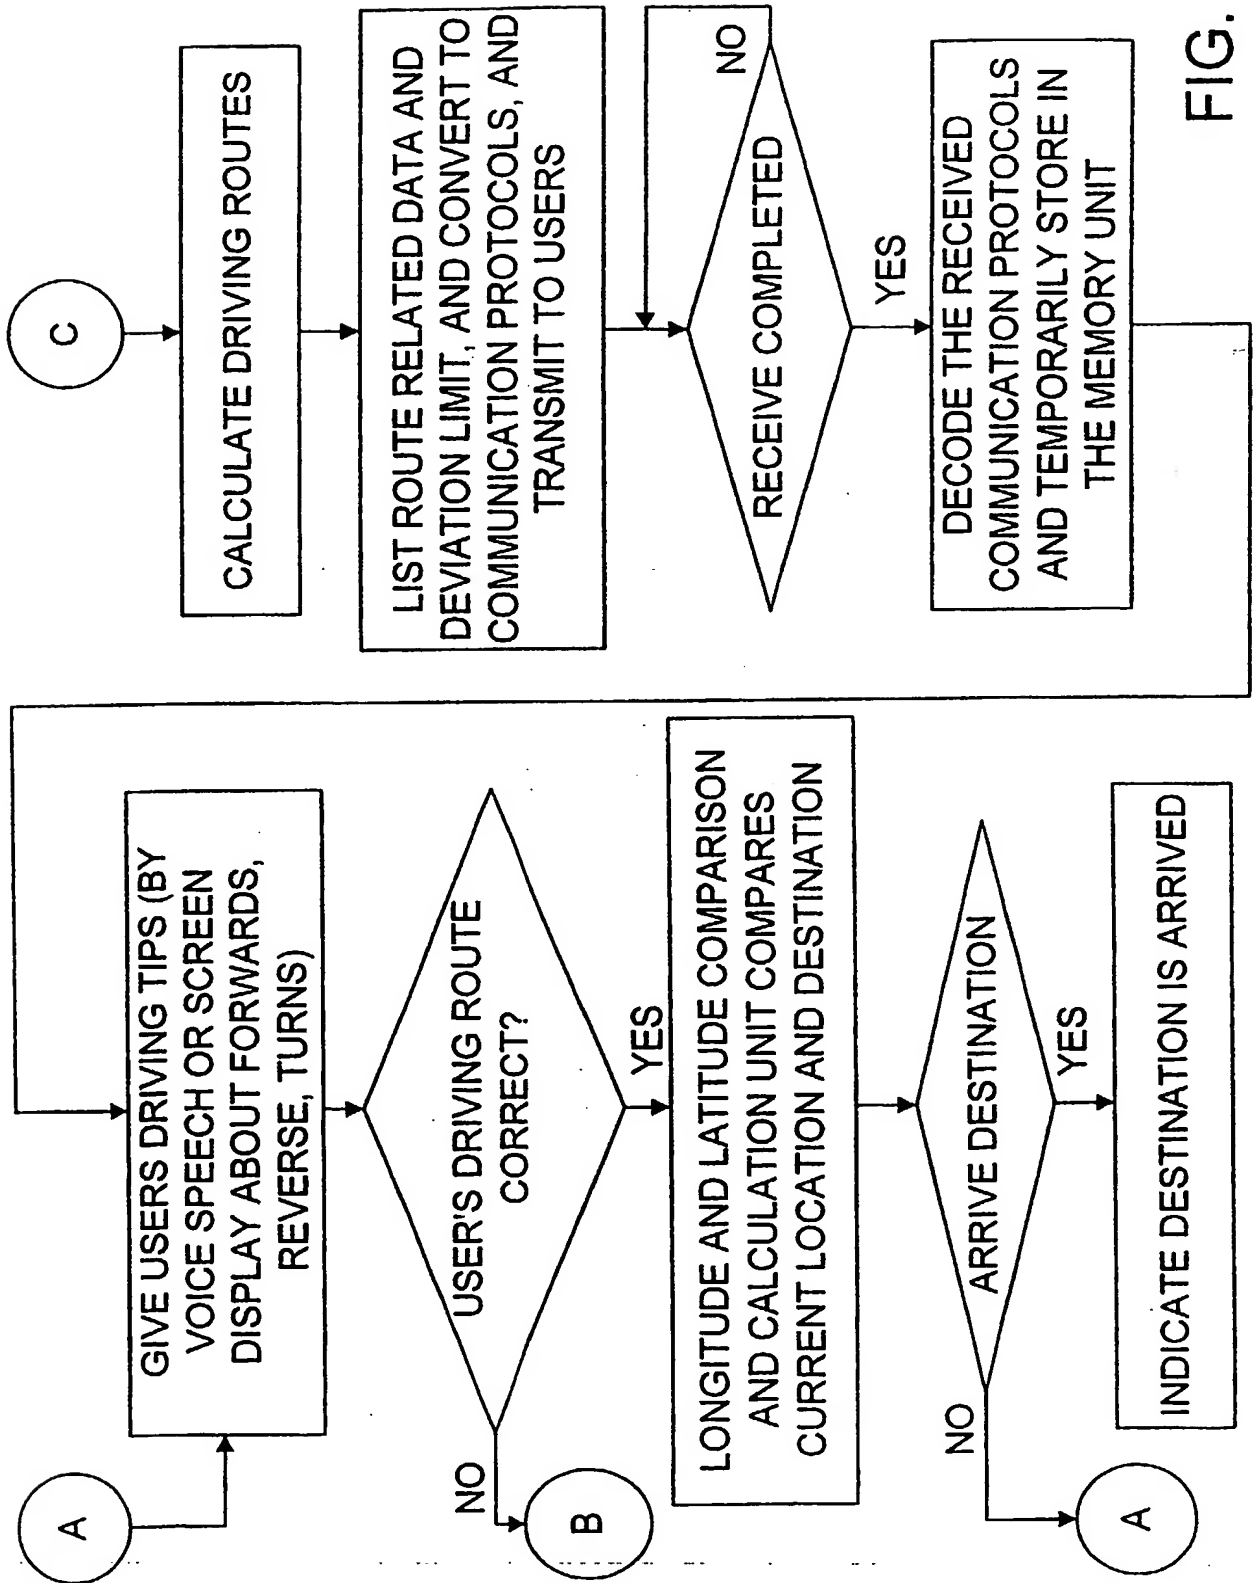 C
CALCULATE DRIVING ROUTES
LIST ROUTE RELATED DATA AND
DEVIATION LIMIT, AND CONVERT TO
COMMUNICATION PROTOCOLS, AND
TRANSMIT TO USERS
RECEIVE COMPLETED
NO
YES
DECODE THE RECEIVED
COMMUNICATION PROTOCOLS
AND TEMPORARILY STORE IN
THE MEMORY UNIT
A
GIVE USERS DRIVING TIPS (BY
VOICE SPEECH OR SCREEN
DISPLAY ABOUT FORWARDS,
REVERSE, TURNS)
USER'S DRIVING ROUTE
CORRECT?
NO
B
YES
LONGITUDE AND LATITUDE COMPARISON
AND CALCULATION UNIT COMPARES
CURRENT LOCATION AND DESTINATION
ARRIVE DESTINATION
NO
A
YES
INDICATE DESTINATION IS ARRIVED
FIG.